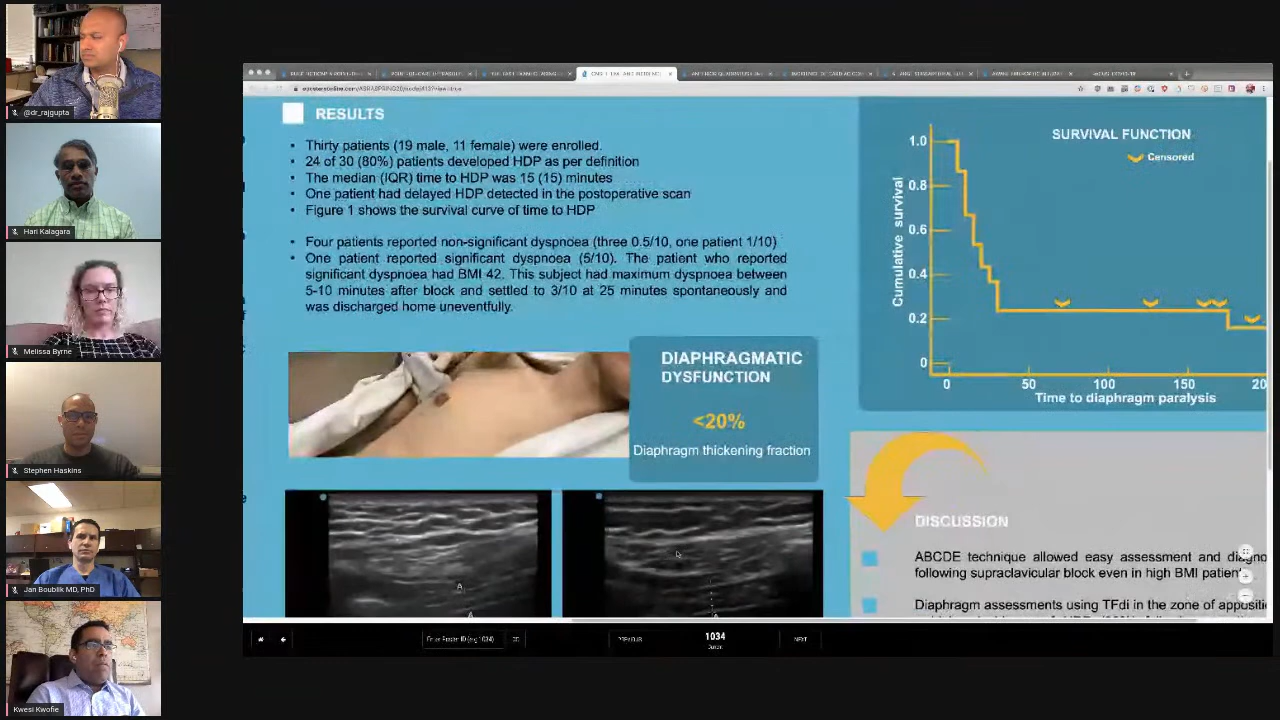 @dr_rajgupta
Hari Kalagara
Melissa Byrne
Stephen Haskins
Jan Boublik MD, PhD
Kwesi Kwofie
RESULTS
• Thirty patients (19 male, 11 female) were enrolled.
• 24 of 30 (80%) patients developed HDP as per definition
• The median (IQR) time to HDP was 15 (15) minutes
• One patient had delayed HDP detected in the postoperative scan
• Figure 1 shows the survival curve of time to HDP
• Four patients reported non-significant dyspnoea (three 0.5/10, one patient 1/10)
• One patient reported significant dyspnoea (5/10). The patient who reported
significant dyspnoea had BMI 42. This subject had maximum dyspnoea between
5-10 minutes after block and settled to 3/10 at 25 minutes spontaneously and
was discharged home uneventfully.
DIAPHRAGMATIC
DYSFUNCTION
<20%
Diaphragm thickening fraction
A
A
SURVIVAL FUNCTION
Censored
Cumulative survival
1.0
0.8
0.6
0.4
0.2
0
0 50 100 150 20
Time to diaphragm paralysis
DISCUSSION
ABCDE technique allowed easy assessment and diagno
following supraclavicular block even in high BMI patient
Diaphragm assessments using TFdi in the zone of appositi
PREVIOUS
1034
NEXT